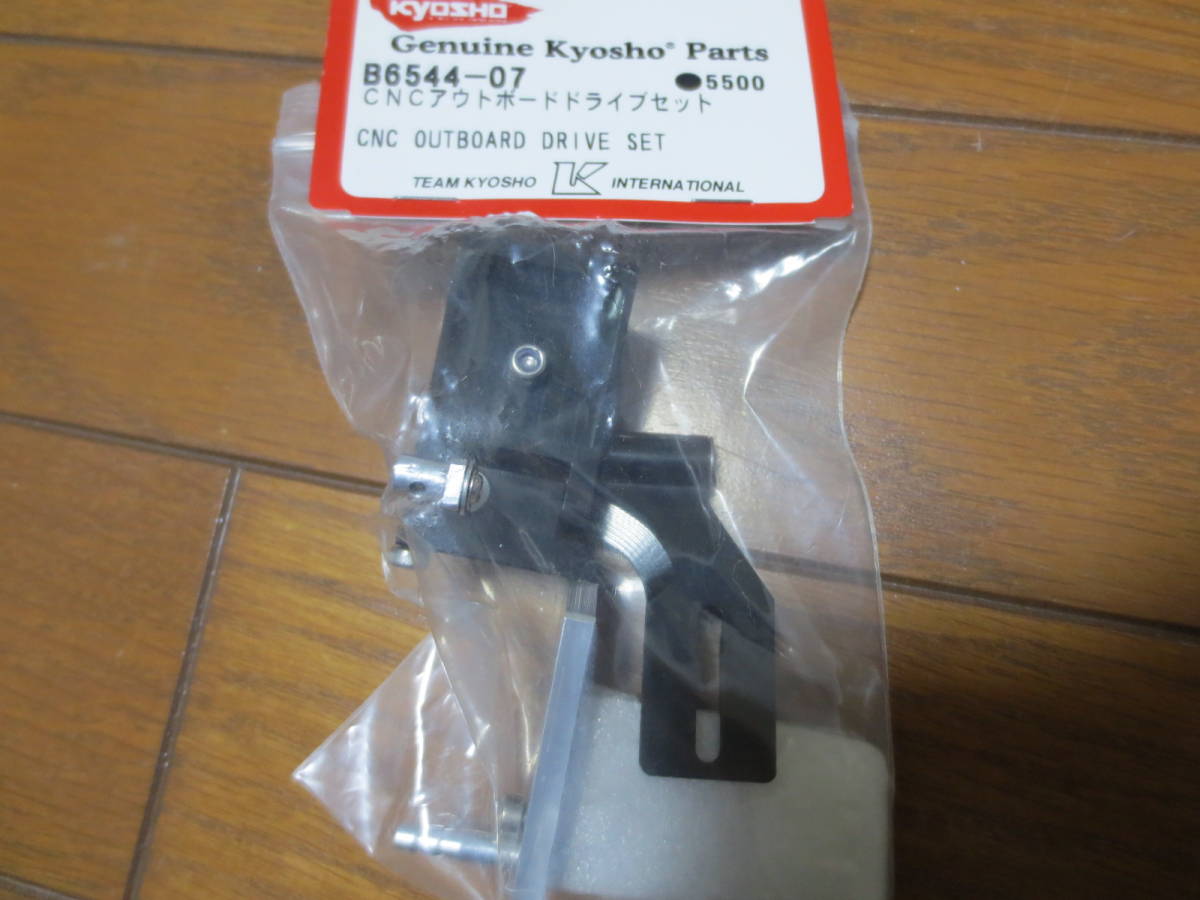 KYOSHO
Genuine Kyosho® Parts
B6544-07 ●5500
CNCアウトボードドライブセット
CNC OUTBOARD DRIVE SET
TEAM KYOSHO K INTERNATIONAL